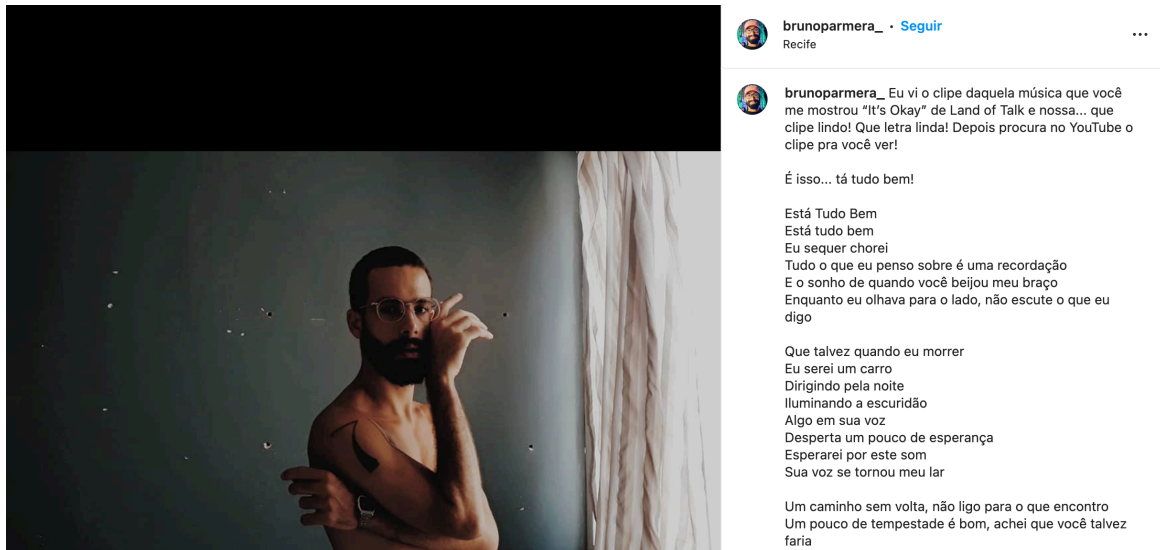 brunoparmera_ • Seguir
Recife
brunoparmera_ Eu vi o clipe daquela música que você
me mostrou “It’s Okay” de Land of Talk e nossa... que
clipe lindo! Que letra linda! Depois procura no YouTube o
clipe pra você ver!
É isso... tá tudo bem!
Está Tudo Bem
Está tudo bem
Eu sequer chorei
Tudo o que eu penso sobre é uma recordação
E o sonho de quando você beijou meu braço
Enquanto eu olhava para o lado, não escute o que eu
digo
Que talvez quando eu morrer
Eu serei um carro
Dirigindo pela noite
Iluminando a escuridão
Algo em sua voz
Desperta um pouco de esperança
Esperarei por este som
Sua voz se tornou meu lar
Um caminho sem volta, não ligo para o que encontro
Um pouco de tempestade é bom, achei que você talvez
faria